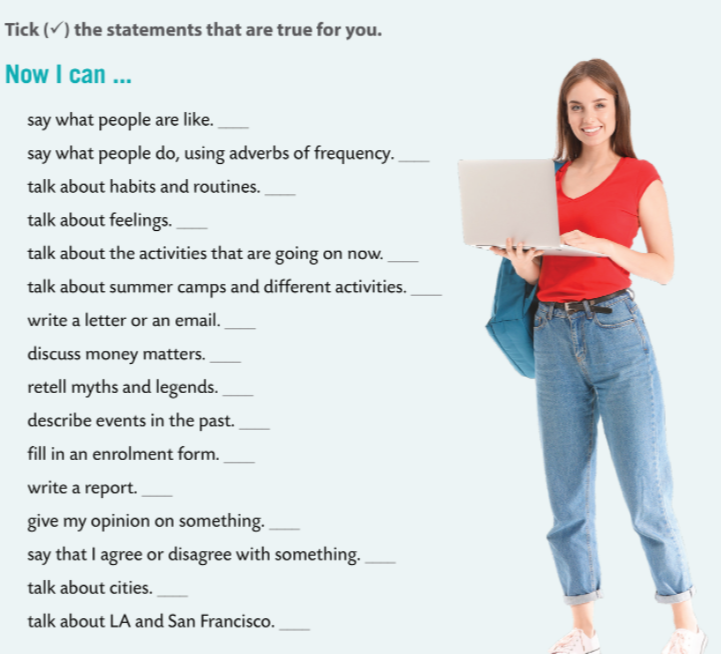 Tick (✓) the statements that are true for you.
Now I can ...
say what people are like. ____
say what people do, using adverbs of frequency. ____
talk about habits and routines. ____
talk about feelings. ____
talk about the activities that are going on now. ____
talk about summer camps and different activities. ____
write a letter or an email. ____
discuss money matters. ____
retell myths and legends. ____
describe events in the past. ____
fill in an enrolment form. ____
write a report. ____
give my opinion on something. ____
say that I agree or disagree with something. ____
talk about cities. ____
talk about LA and San Francisco. ____